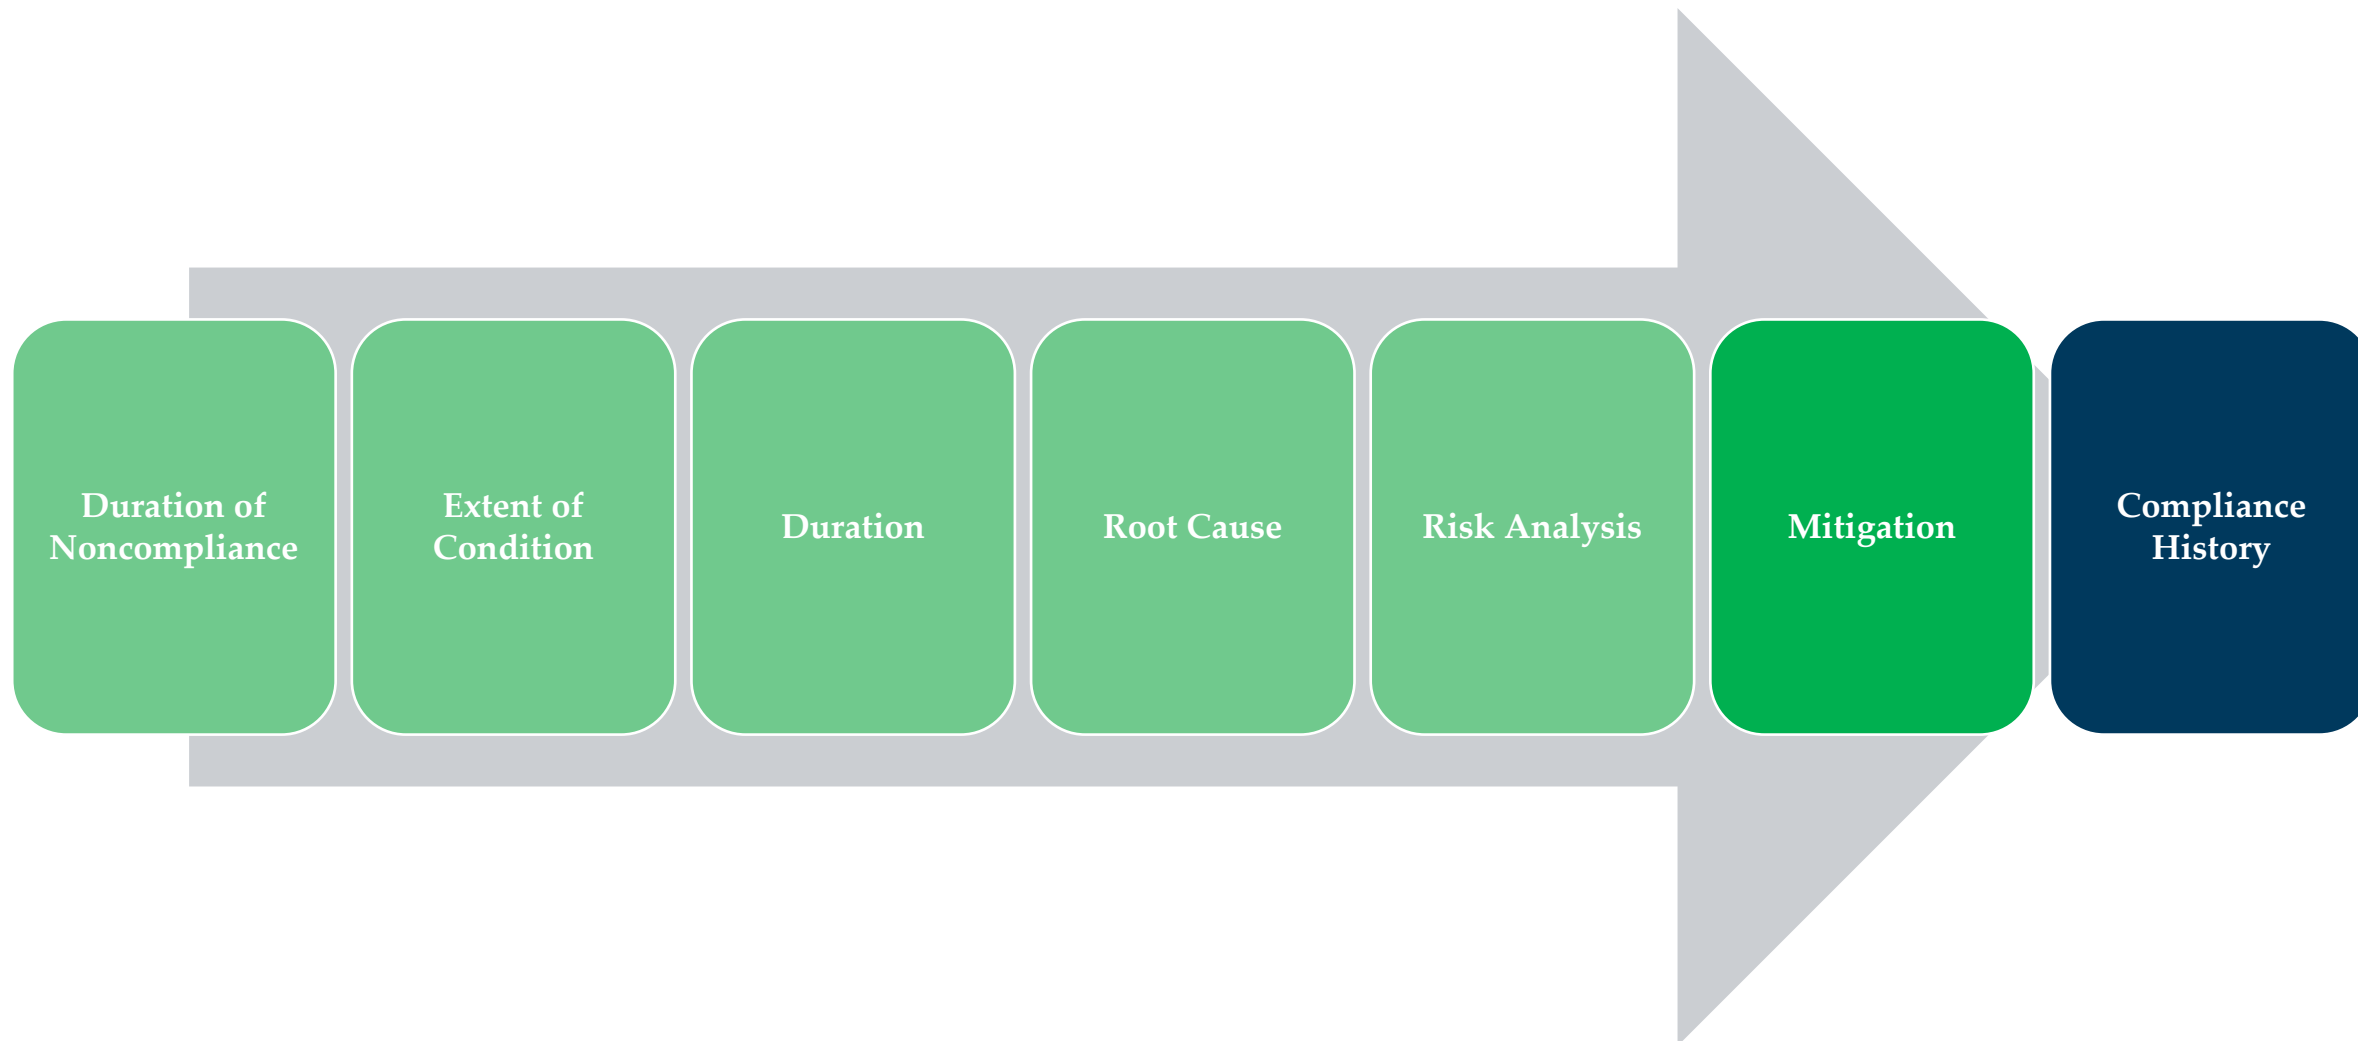 Duration of
Noncompliance
Extent of
Condition
Duration
Root Cause
Risk Analysis
Mitigation
Compliance
History